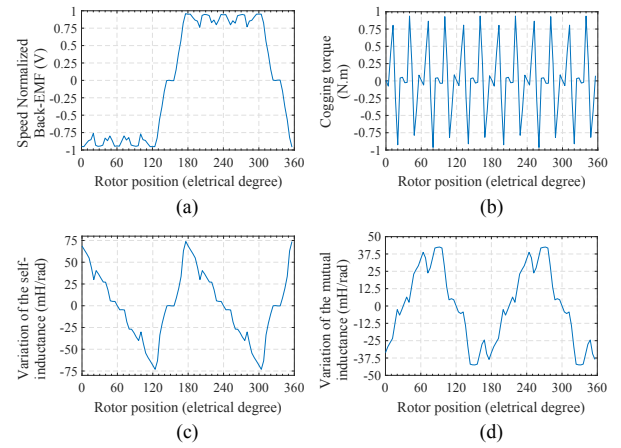 Speed Normalized
Back-EMF (V)
1
0.75
0.5
0.25
0
-0.25
-0.5
-0.75
-1
0 60 120 180 240 300 360
Rotor position (eletrical degree)
(a)
Cogging torque
(N.m)
1
0.75
0.5
0.25
0
-0.25
-0.5
-0.75
-1
0 60 120 180 240 300 360
Rotor position (eletrical degree)
(b)
Variation of the self-
inductance (mH/rad)
75
50
25
0
-25
-50
-75
0 60 120 180 240 300 360
Rotor position (eletrical degree)
(c)
Variation of the mutual
inductance (mH/rad)
50
37.5
25
12.5
0
-12.5
-25
-37.5
-50
0 60 120 180 240 300 360
Rotor position (eletrical degree)
(d)